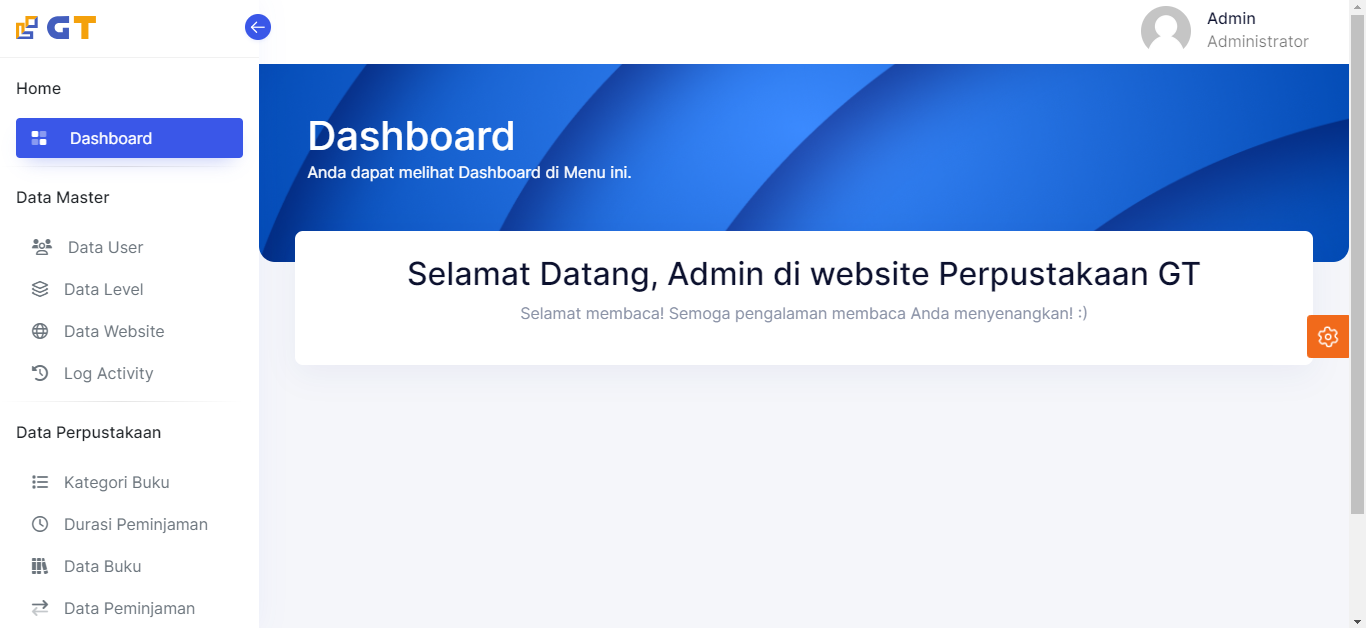 GT
Admin
Administrator
Home
Dashboard
Data Master
Data User
Data Level
Data Website
Log Activity
Data Perpustakaan
Kategori Buku
Durasi Peminjaman
Data Buku
Data Peminjaman
Dashboard
Anda dapat melihat Dashboard di Menu ini.
Selamat Datang, Admin di website Perpustakaan GT
Selamat membaca! Semoga pengalaman membaca Anda menyenangkan! :)